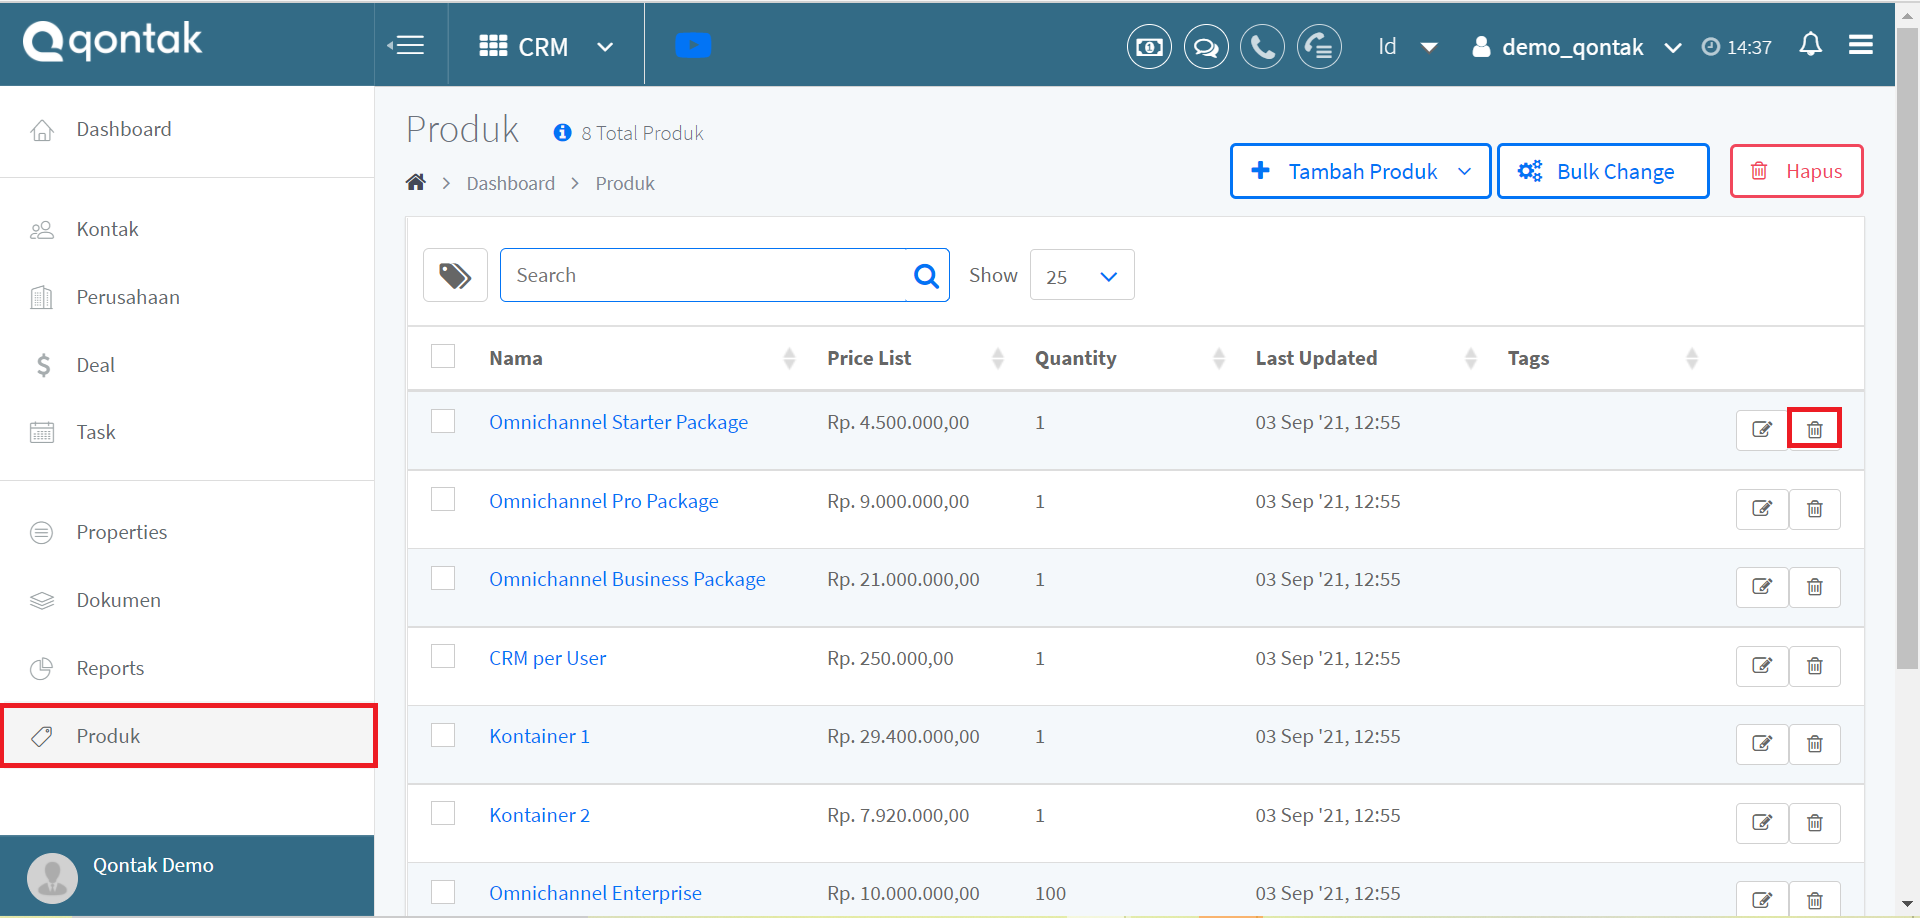 qontak
CRM
Id
demo_qontak
14:37
Dashboard
Kontak
Perusahaan
Deal
Task
Properties
Dokumen
Reports
Produk
Qontak Demo
Produk
8 Total Produk
Dashboard
Produk
Tambah Produk
Bulk Change
Hapus
Search
Show
25
Nama Price List Quantity Last Updated Tags
Omnichannel Starter Package Rp. 4.500.000,00 1 03 Sep '21, 12:55
Omnichannel Pro Package Rp. 9.000.000,00 1 03 Sep '21, 12:55
Omnichannel Business Package Rp. 21.000.000,00 1 03 Sep '21, 12:55
CRM per User Rp. 250.000,00 1 03 Sep '21, 12:55
Kontainer 1 Rp. 29.400.000,00 1 03 Sep '21, 12:55
Kontainer 2 Rp. 7.920.000,00 1 03 Sep '21, 12:55
Omnichannel Enterprise Rp. 10.000.000,00 100 03 Sep '21, 12:55